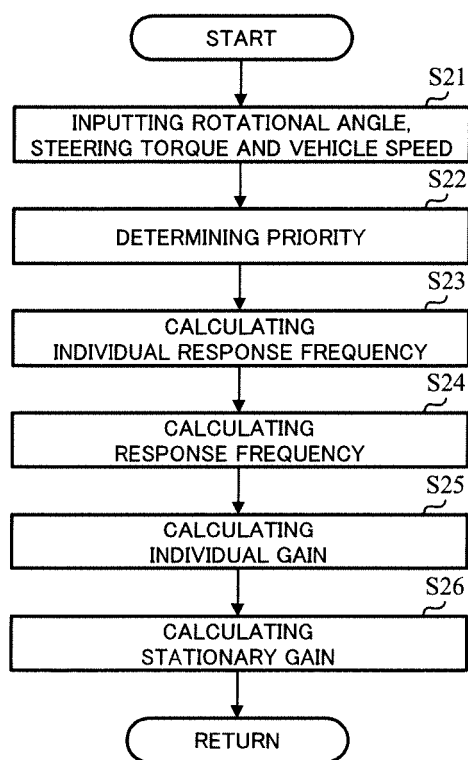 START
S21
INPUTTING ROTATIONAL ANGLE,
STEERING TORQUE AND VEHICLE SPEED
S22
DETERMINING PRIORITY
S23
CALCULATING
INDIVIDUAL RESPONSE FREQUENCY
S24
CALCULATING
RESPONSE FREQUENCY
S25
CALCULATING
INDIVIDUAL GAIN
S26
CALCULATING
STATIONARY GAIN
RETURN